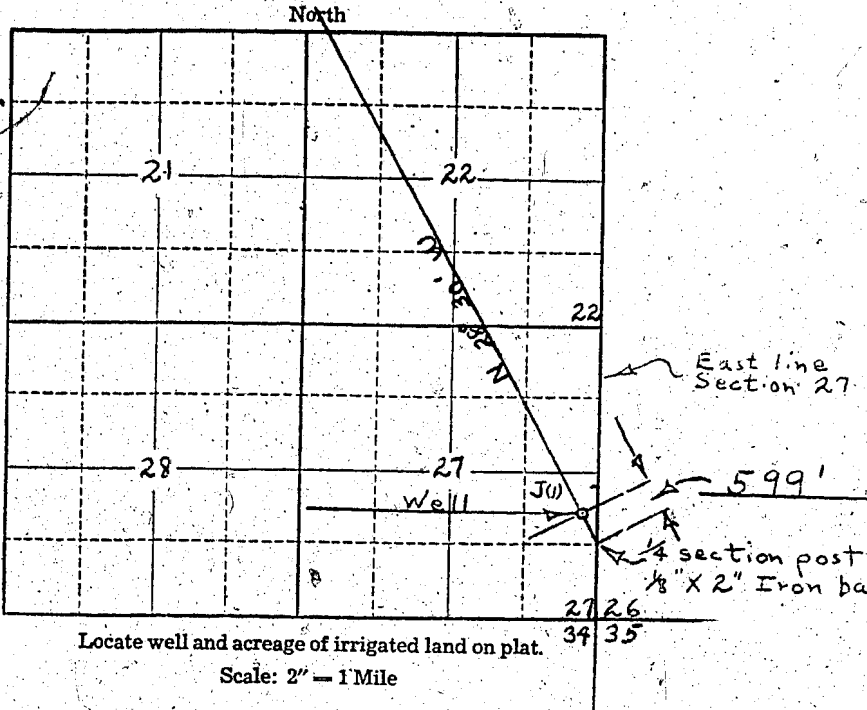 North
21
22
N 28° 30' W
22
East line
Section 27
28
27
J(1)
599'
Well
1/4 section post
1/8" X 2" Iron ba
27 26
34 35
Locate well and acreage of irrigated land on plat.
Scale: 2" = 1 Mile